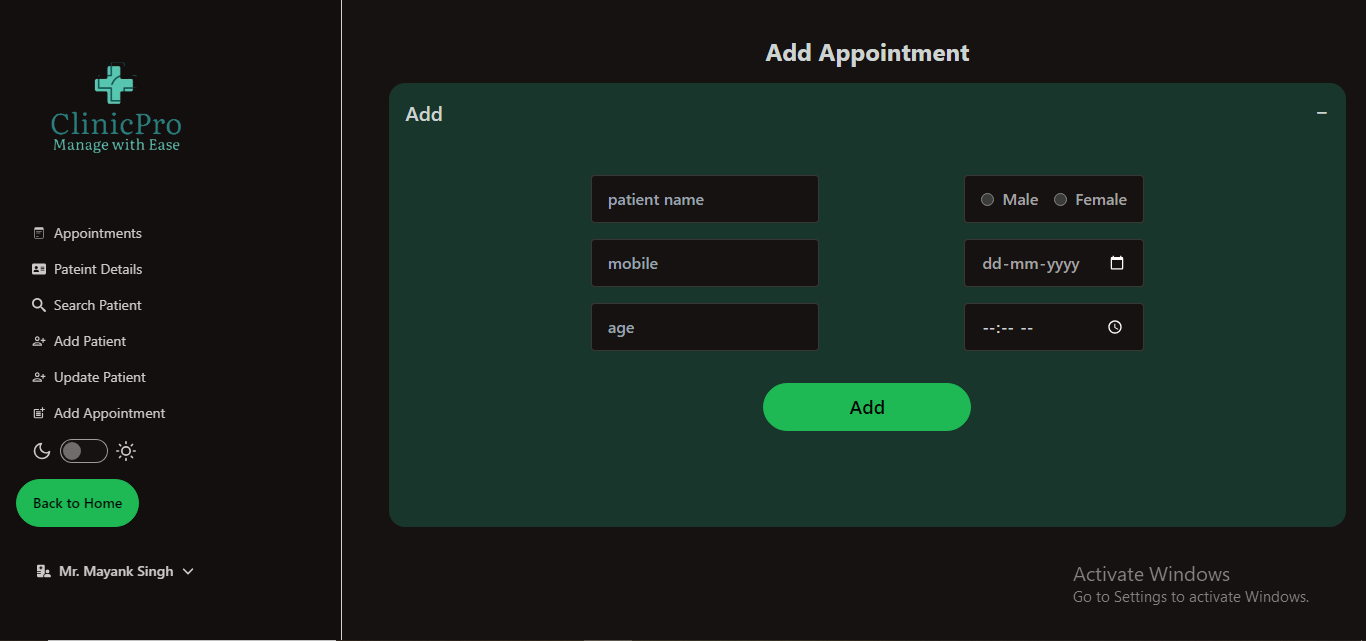 ClinicPro
Manage with Ease
Appointments
Pateint Details
Search Patient
Add Patient
Update Patient
Add Appointment
Back to Home
Mr. Mayank Singh
Add Appointment
Add
patient name
Male Female
mobile
dd-mm-yyyy
age
--:-- --
Add
Activate Windows
Go to Settings to activate Windows.